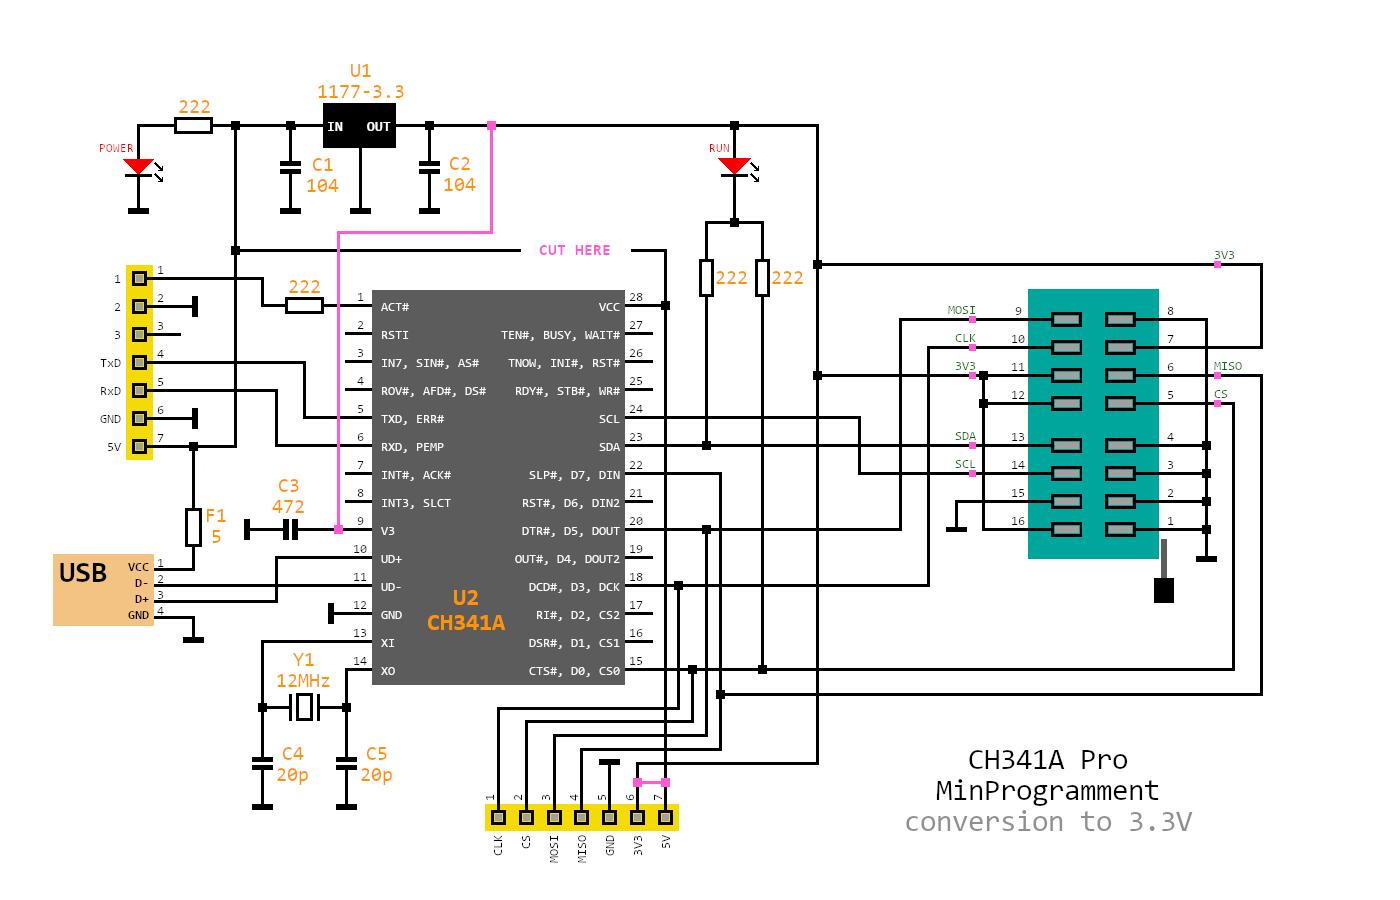 U1
1177-3.3
IN OUT
222
POWER
C1
104
C2
104
RUN
CUT HERE
222
222
222
1 1
2 2
3 3
TxD 4
RxD 5
GND 6
5V 7
F1
5
C3
472
USB
VCC 1
D- 2
D+ 3
GND 4
1 ACT# VCC 28
2 RSTI TEN#, BUSY, WAIT# 27
3 IN7, SIN#, AS# TNOW, INI#, RST# 26
4 ROV#, AFD#, DS# RDY#, STB#, WR# 25
5 TXD, ERR# SCL 24
6 RXD, PEMP SDA 23
7 INT#, ACK# SLP#, D7, DIN 22
8 INT3, SLCT RST#, D6, DIN2 21
9 V3 DTR#, D5, DOUT 20
10 UD+ OUT#, D4, DOUT2 19
11 UD- DCD#, D3, DCK 18
12 GND RI#, D2, CS2 17
13 XI DSR#, D1, CS1 16
14 XO CTS#, D0, CS0 15
U2
CH341A
Y1
12MHz
C4
20p
C5
20p
3V3
MOSI 9 8
CLK 10 7
3V3 11 6 MISO
12 5 CS
SDA 13 4
SCL 14 3
15 2
16 1
1 2 3 4 5 6 7
CLK CS MOSI MISO GND 3V3 5V
CH341A Pro
MinProgramment
conversion to 3.3V